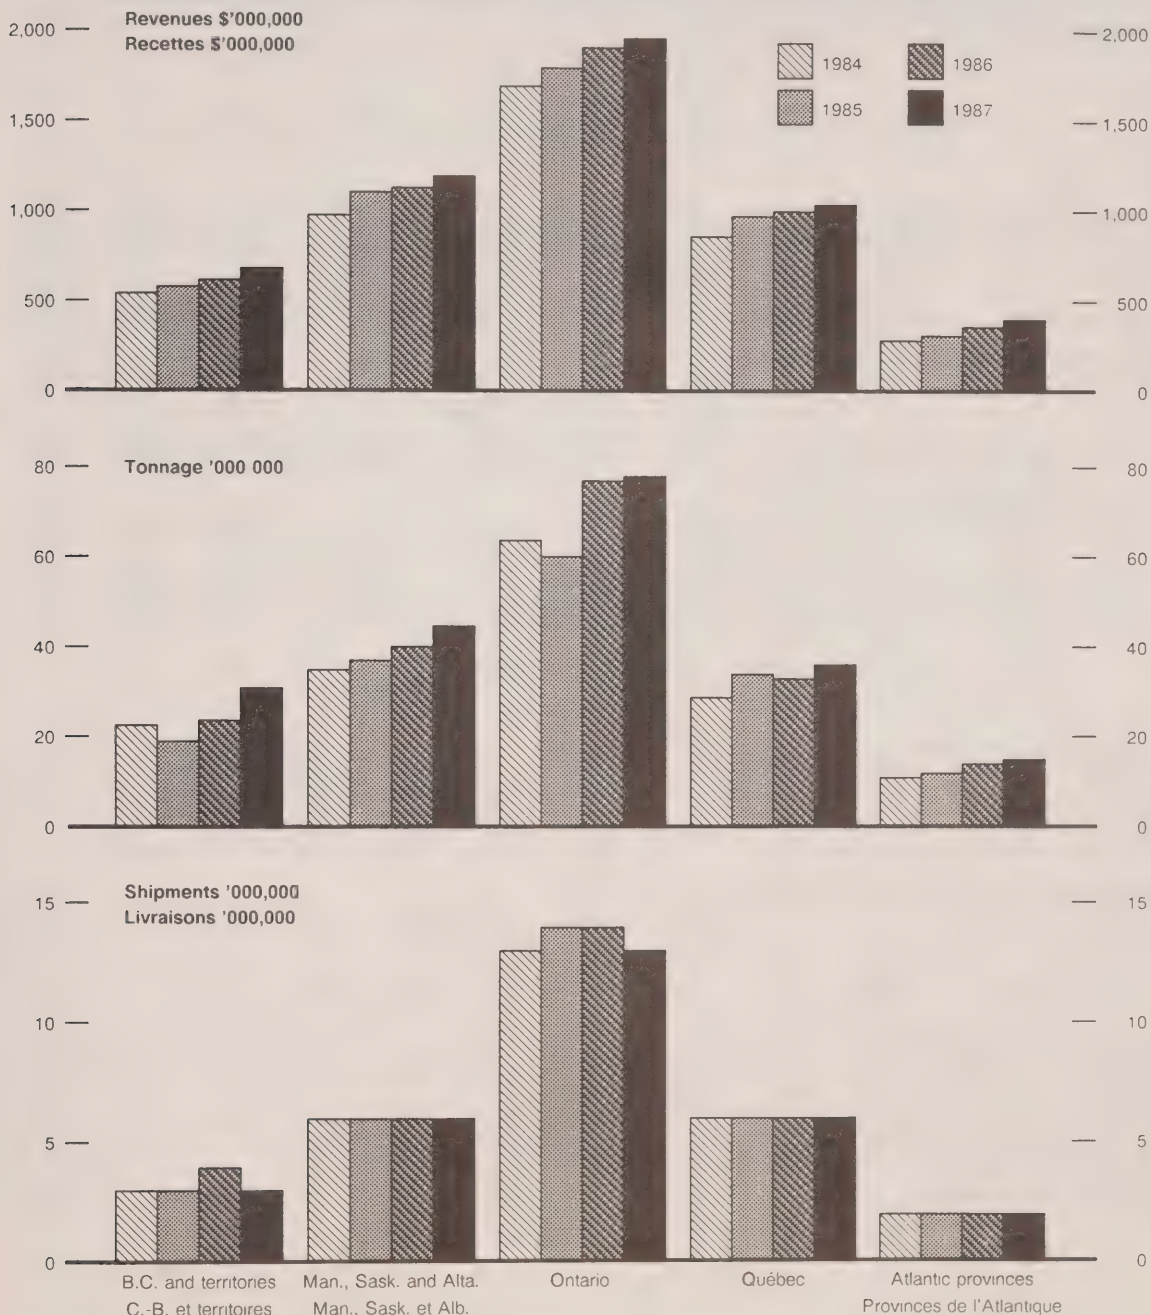 Revenues $'000,000
Recettes $'000,000
2,000
1,500
1,000
500
0
1984
1985
1986
1987
2,000
1,500
1,000
500
0
Tonnage '000 000
80
60
40
20
0
80
60
40
20
0
Shipments '000,000
Livraisons '000,000
15
10
5
0
15
10
5
0
B.C. and territories
C.-B. et territoires
Man., Sask. and Alta.
Man., Sask. et Alb.
Ontario
Québec
Atlantic provinces
Provinces de l'Atlantique